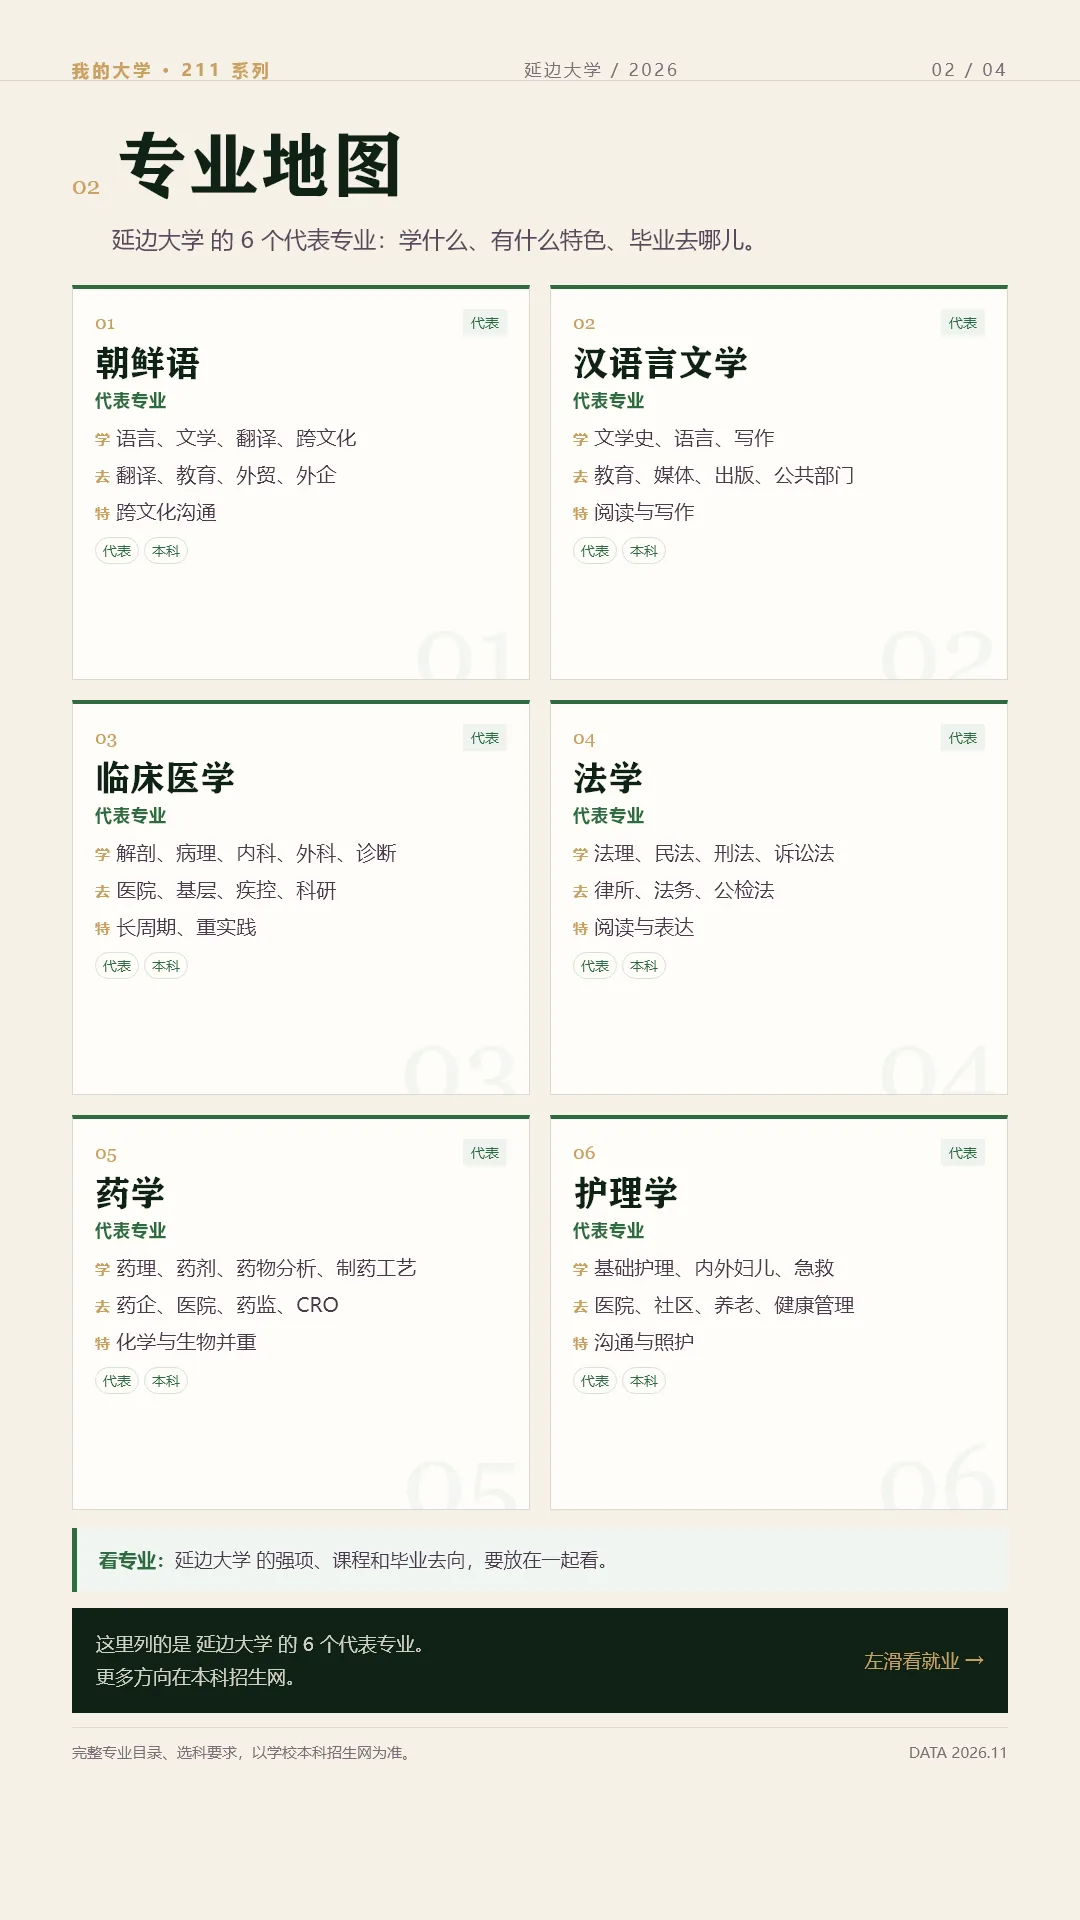 我的大学 • 211 系列
延边大学 / 2026
02 / 04
02 专业地图
延边大学 的 6 个代表专业：学什么、有什么特色、毕业去哪儿。
01
代表
朝鲜语
代表专业
学 语言、文学、翻译、跨文化
去 翻译、教育、外贸、外企
特 跨文化沟通
代表 本科
01
02
代表
汉语言文学
代表专业
学 文学史、语言、写作
去 教育、媒体、出版、公共部门
特 阅读与写作
代表 本科
02
03
代表
临床医学
代表专业
学 解剖、病理、内科、外科、诊断
去 医院、基层、疾控、科研
特 长周期、重实践
代表 本科
03
04
代表
法学
代表专业
学 法理、民法、刑法、诉讼法
去 律所、法务、公检法
特 阅读与表达
代表 本科
04
05
代表
药学
代表专业
学 药理、药剂、药物分析、制药工艺
去 药企、医院、药监、CRO
特 化学与生物并重
代表 本科
05
06
代表
护理学
代表专业
学 基础护理、内外妇儿、急救
去 医院、社区、养老、健康管理
特 沟通与照护
代表 本科
06
看专业：延边大学 的强项、课程和毕业去向，要放在一起看。
这里列的是 延边大学 的 6 个代表专业。
更多方向在本科招生网。
左滑看就业 →
完整专业目录、选科要求，以学校本科招生网为准。
DATA 2026.11